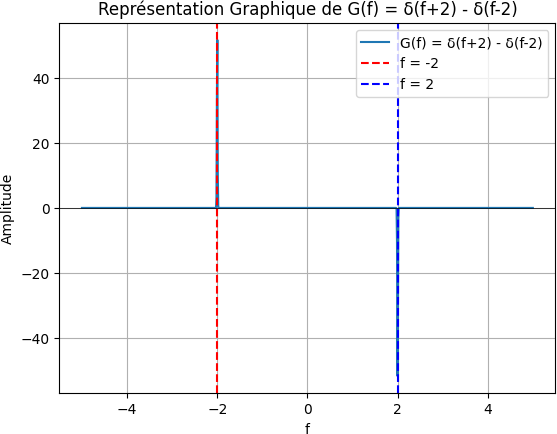 Représentation Graphique de G(f) = δ(f+2) - δ(f-2)
G(f) = δ(f+2) - δ(f-2)
f = -2
f = 2
Amplitude
40
20
0
−20
−40
−4 −2 0 2 4
f